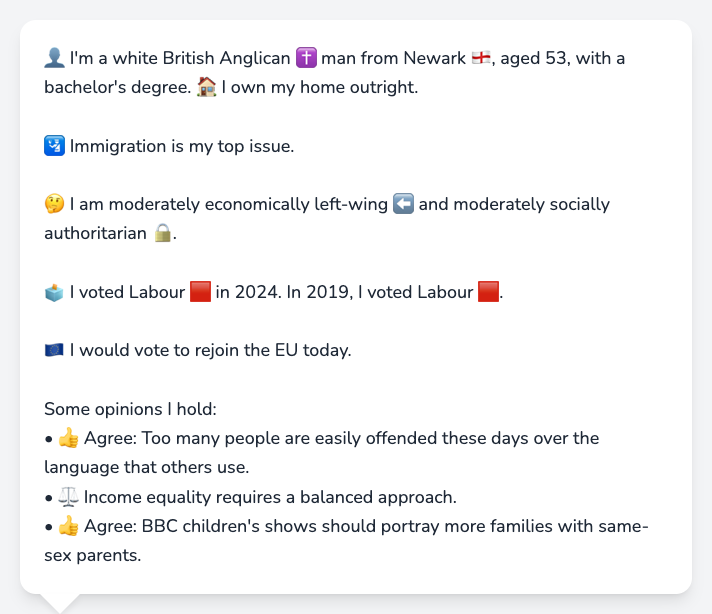 👤 I'm a white British Anglican ✝️ man from Newark 🏴󠁧󠁢󠁥󠁮󠁧󠁿, aged 53, with a
bachelor's degree. 🏠 I own my home outright.
🛂 Immigration is my top issue.
🤔 I am moderately economically left-wing ⬅️ and moderately socially
authoritarian 🔒.
🗳️ I voted Labour 🟥 in 2024. In 2019, I voted Labour 🟥.
🇪🇺 I would vote to rejoin the EU today.
Some opinions I hold:
• 👍 Agree: Too many people are easily offended these days over the
language that others use.
• ⚖️ Income equality requires a balanced approach.
• 👍 Agree: BBC children's shows should portray more families with same-
sex parents.